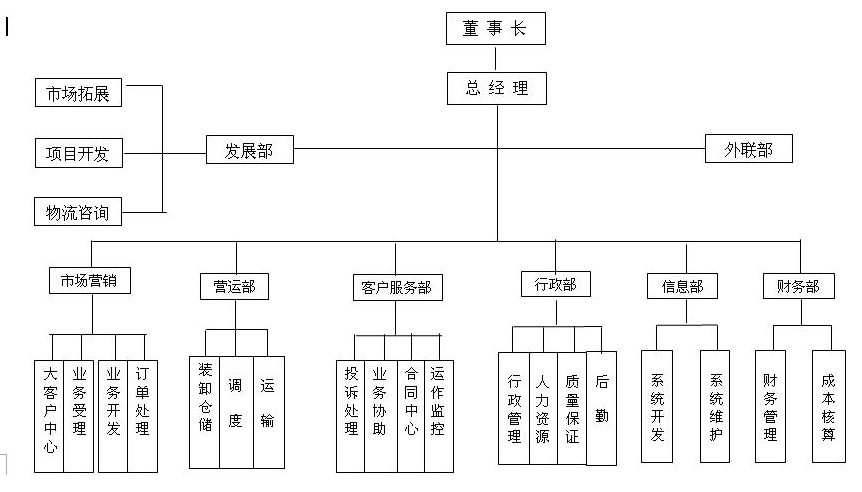 董 事 长
总 经 理
市场拓展
项目开发
物流咨询
发展部
外联部
市场营销
营运部
客户服务部
行政部
信息部
财务部
大客户中心
业务受理
业务开发
订单处理
装卸仓储
调度
运输
投诉处理
业务协助
合同中心
运作监控
行政管理
人力资源
质量保证
后勤
系统开发
系统维护
财务管理
成本核算